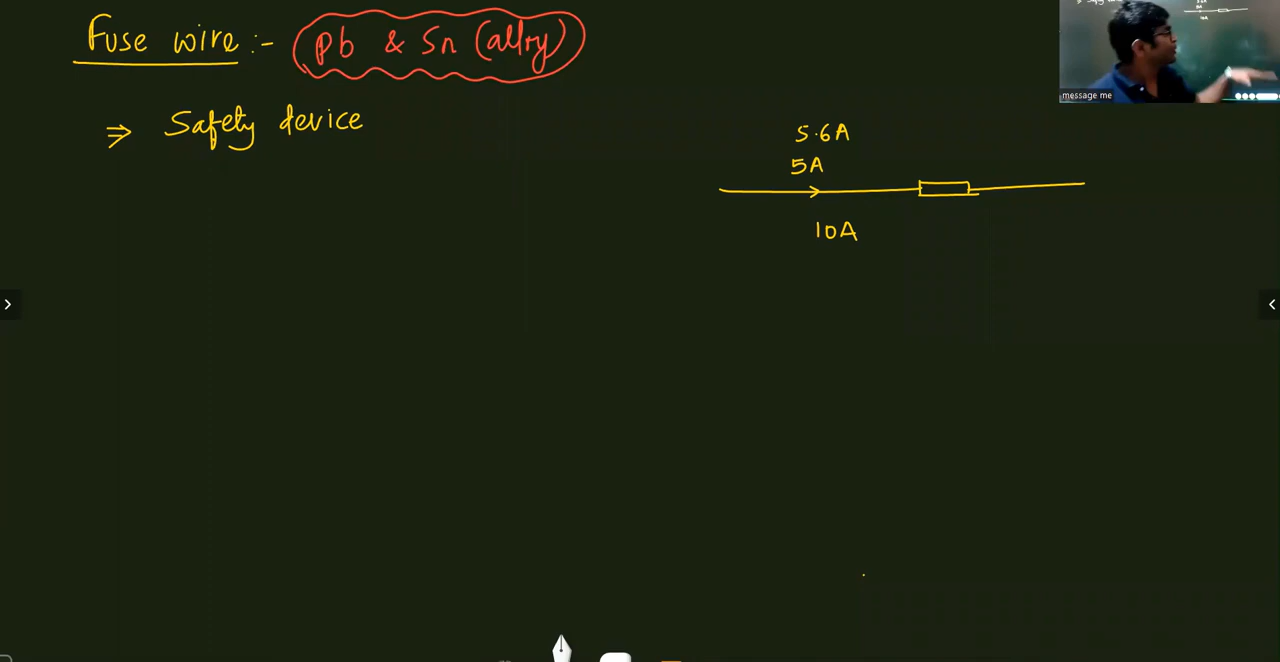 Fuse wire :- Pb & Sn (alloy)
⇒ Safety device
5.6A
5A
10A
message me